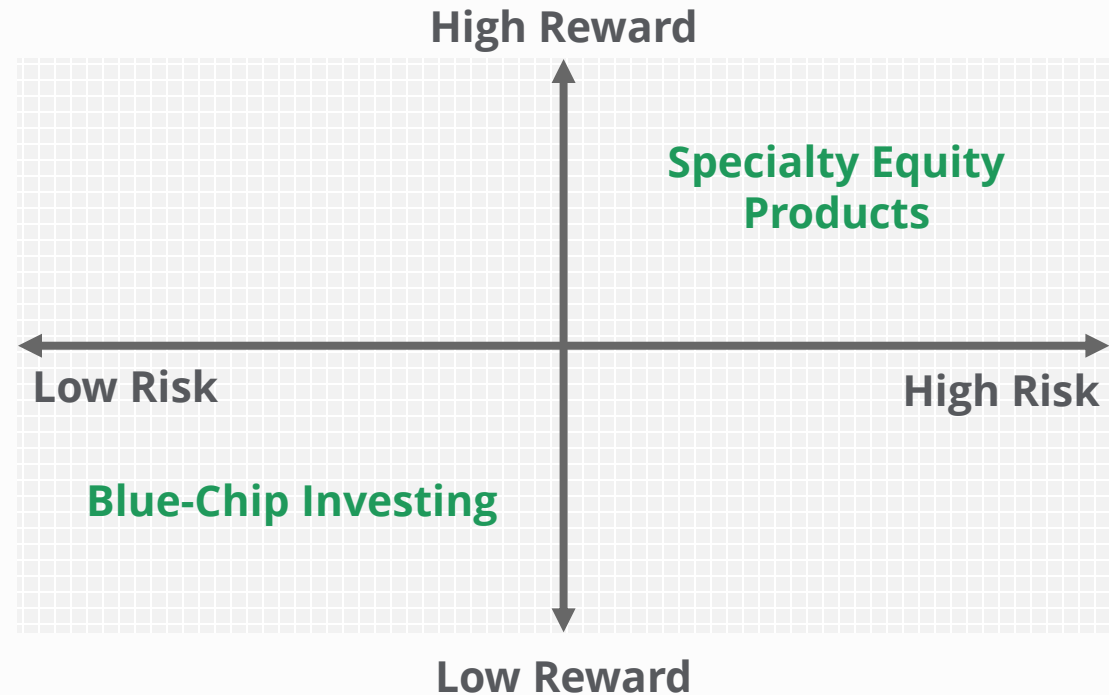 High Reward
Specialty Equity
Products
Low Risk
High Risk
Blue-Chip Investing
Low Reward